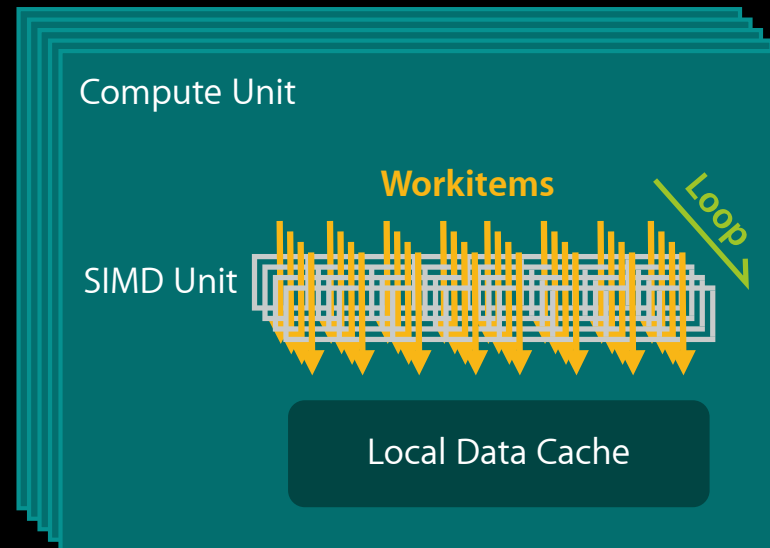 Compute Unit
Workitems
Loop
SIMD Unit
Local Data Cache